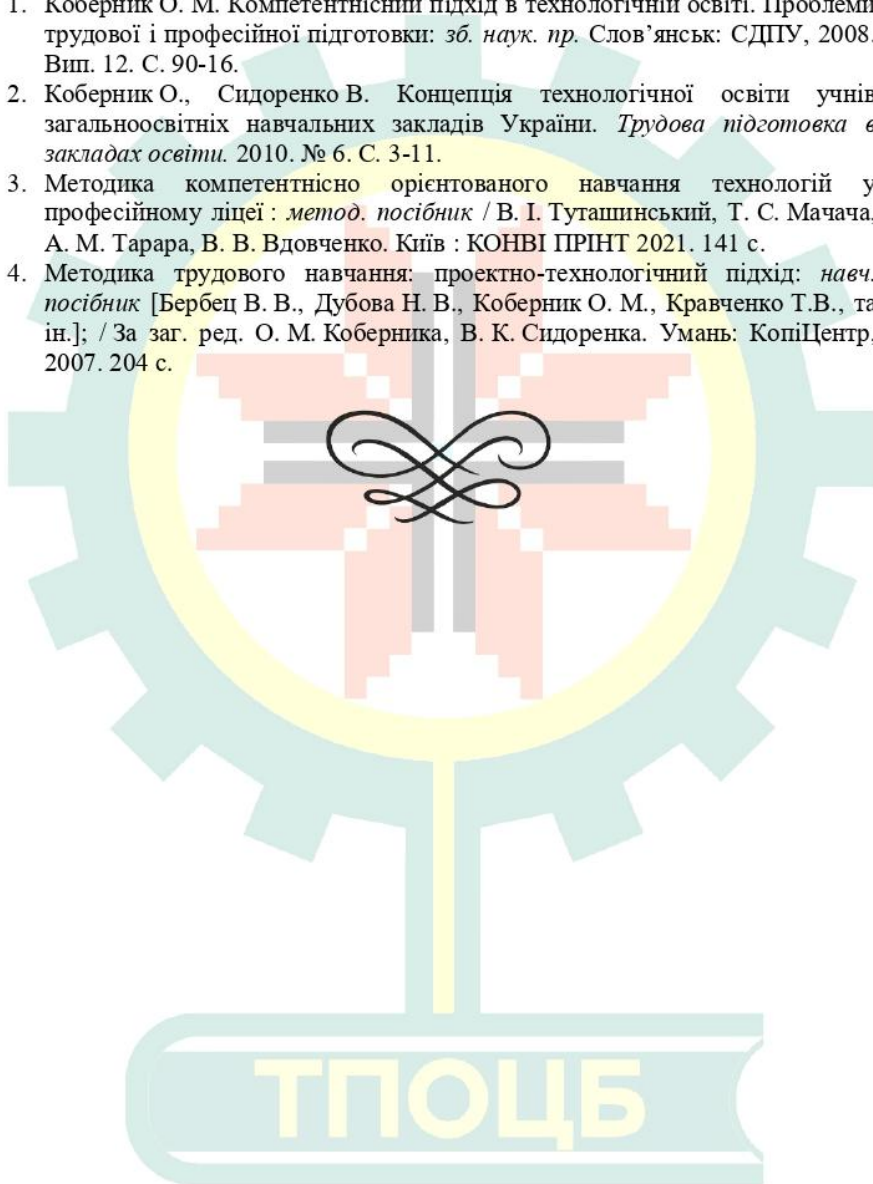 1. Коберник О. М. Компетентнісний підхід в технологічній освіті. Проблеми
трудової і професійної підготовки: зб. наук. пр. Слов’янськ: СДПУ, 2008.
Вип. 12. С. 90-16.
2. Коберник О., Сидоренко В. Концепція технологічної освіти учнів
загальноосвітніх навчальних закладів України. Трудова підготовка в
закладах освіти. 2010. № 6. С. 3-11.
3. Методика компетентнісно орієнтованого навчання технологій у
професійному ліцеї : метод. посібник / В. І. Туташинський, Т. С. Мачача,
А. М. Тарара, В. В. Вдовченко. Київ : КОНВІ ПРІНТ 2021. 141 с.
4. Методика трудового навчання: проектно-технологічний підхід: навч.
посібник [Бербец В. В., Дубова Н. В., Коберник О. М., Кравченко Т.В., та
ін.]; / За заг. ред. О. М. Коберника, В. К. Сидоренка. Умань: КопіЦентр,
2007. 204 с.
ТПОЦБ